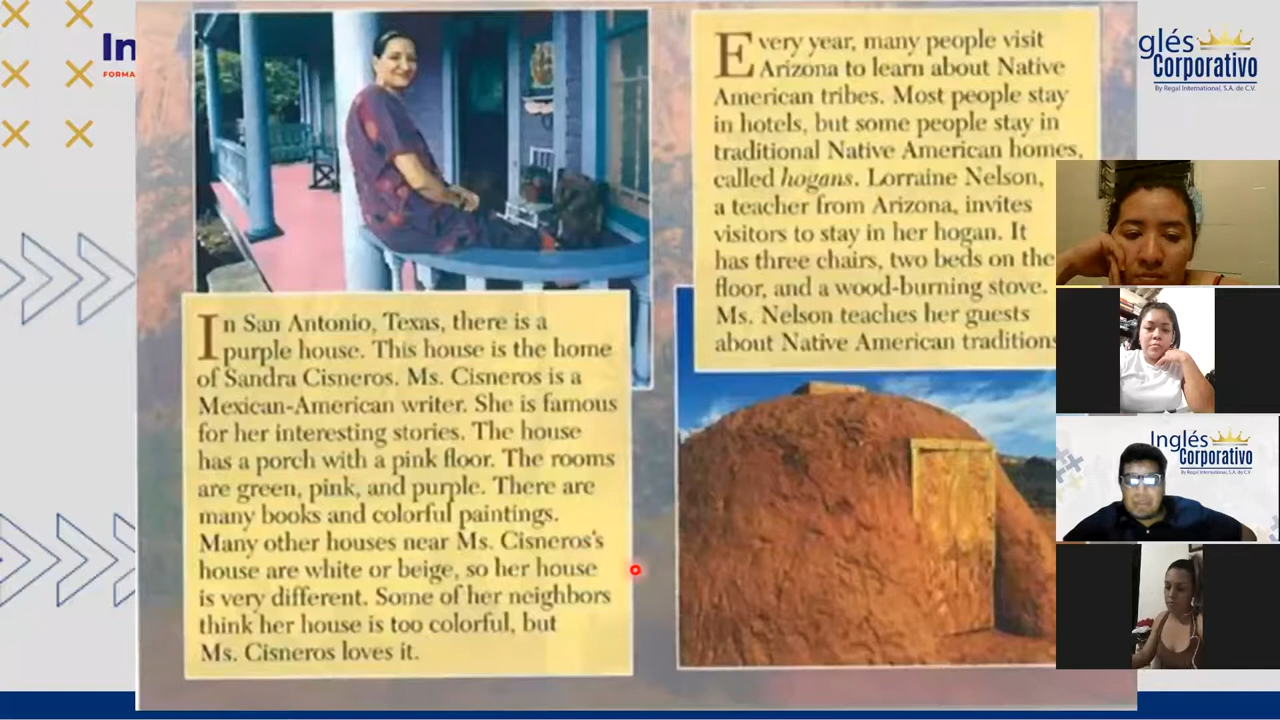 In
FORMA
In San Antonio, Texas, there is a
purple house. This house is the home
of Sandra Cisneros. Ms. Cisneros is a
Mexican-American writer. She is famous
for her interesting stories. The house
has a porch with a pink floor. The rooms
are green, pink, and purple. There are
many books and colorful paintings.
Many other houses near Ms. Cisneros's
house are white or beige, so her house
is very different. Some of her neighbors
think her house is too colorful, but
Ms. Cisneros loves it.
Every year, many people visit
Arizona to learn about Native
American tribes. Most people stay
in hotels, but some people stay in
traditional Native American homes,
called hogans. Lorraine Nelson,
a teacher from Arizona, invites
visitors to stay in her hogan. It
has three chairs, two beds on the
floor, and a wood-burning stove.
Ms. Nelson teaches her guests
about Native American traditions
glés
Corporativo
By Regal International, S.A. de C.V.
Inglés
Corporativo
By Regal International, S.A. de C.V.